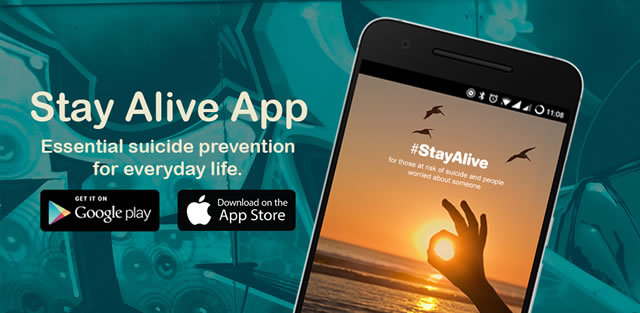 Stay Alive App
Essential suicide prevention
for everyday life.
GET IT ON
Google play
Download on the
App Store
11:08
#StayAlive
for those at risk of suicide and people
worried about someone